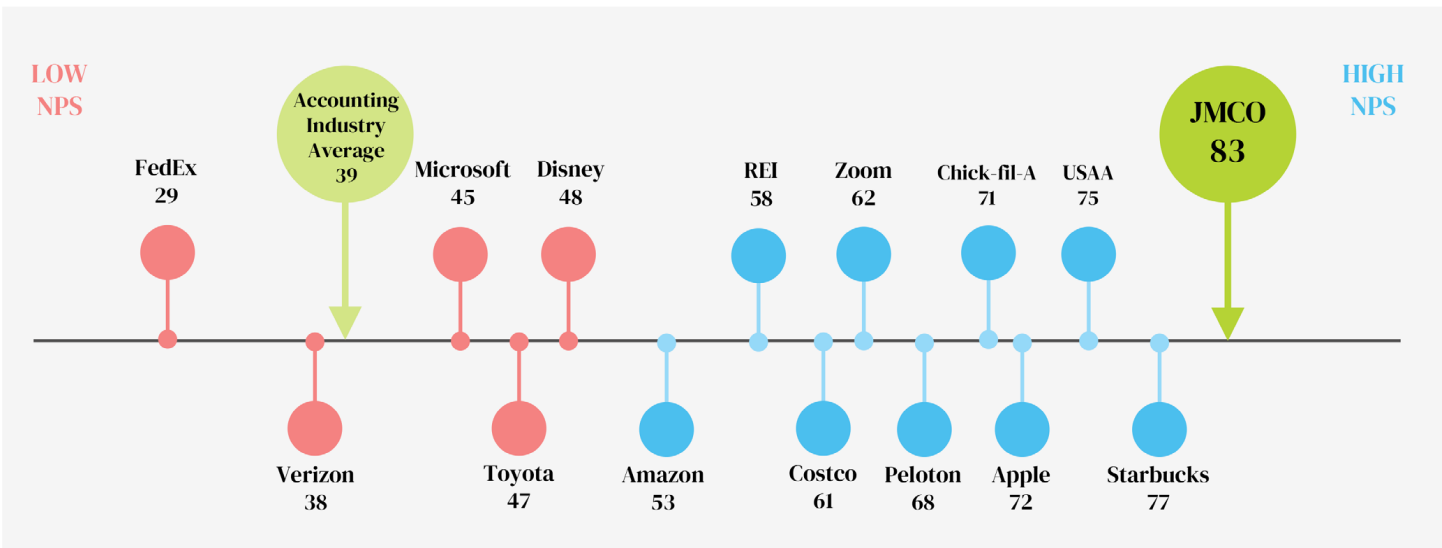 LOW
NPS
HIGH
NPS
FedEx
29
Verizon
38
Accounting
Industry
Average
39
Microsoft
45
Toyota
47
Disney
48
Amazon
53
REI
58
Costco
61
Zoom
62
Peloton
68
Chick-fil-A
71
Apple
72
USAA
75
Starbucks
77
JMCO
83